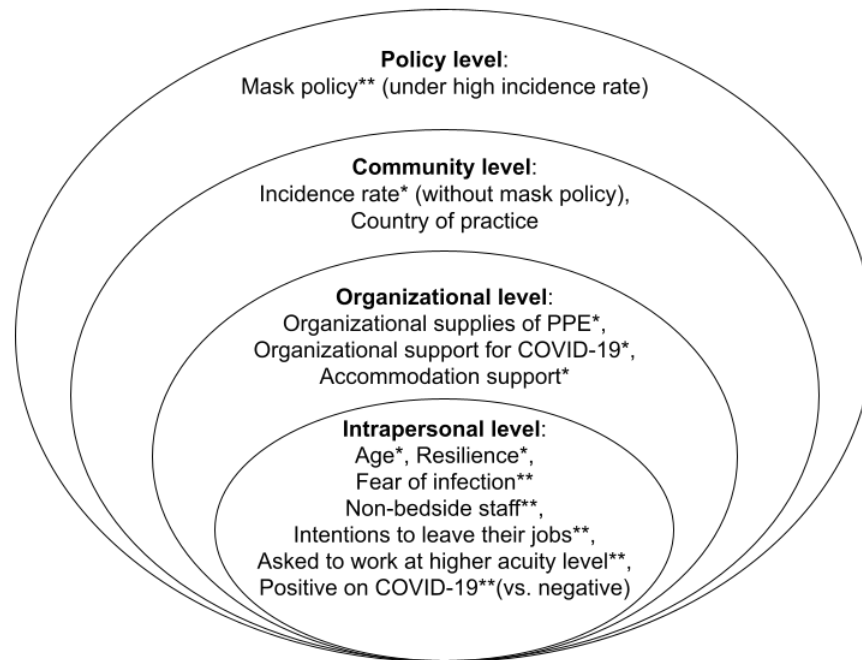 Policy level:
Mask policy** (under high incidence rate)
Community level:
Incidence rate* (without mask policy),
Country of practice
Organizational level:
Organizational supplies of PPE*,
Organizational support for COVID-19*,
Accommodation support*
Intrapersonal level:
Age*, Resilience*,
Fear of infection**
Non-bedside staff**,
Intentions to leave their jobs**,
Asked to work at higher acuity level**,
Positive on COVID-19**(vs. negative)